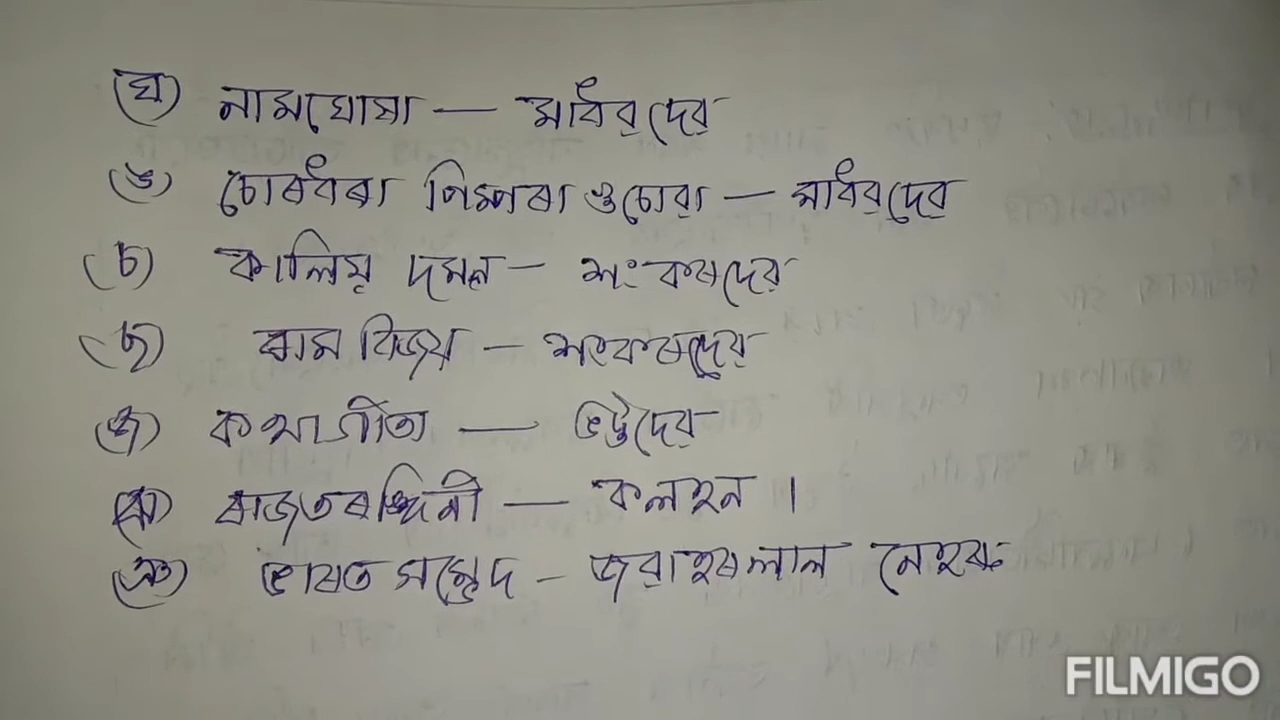 (ঘ) নামঘোষা — মাধৱদেৱ
(ঙ) চোৰধৰা পিম্পৰা গুচোৱা — মাধৱদেৱ
(চ) কালিয় দমন — শংকৰদেৱ
(ছ) ৰাম বিজয় — শংকৰদেৱ
(জ) কথাগীতা — ভট্টদেৱ
(ঝ) ৰাজতৰঙ্গিনী — কলহন ।
(ঞ) ভাৰত সম্ভেদ - জৱাহৰলাল নেহৰু
FILMIGO